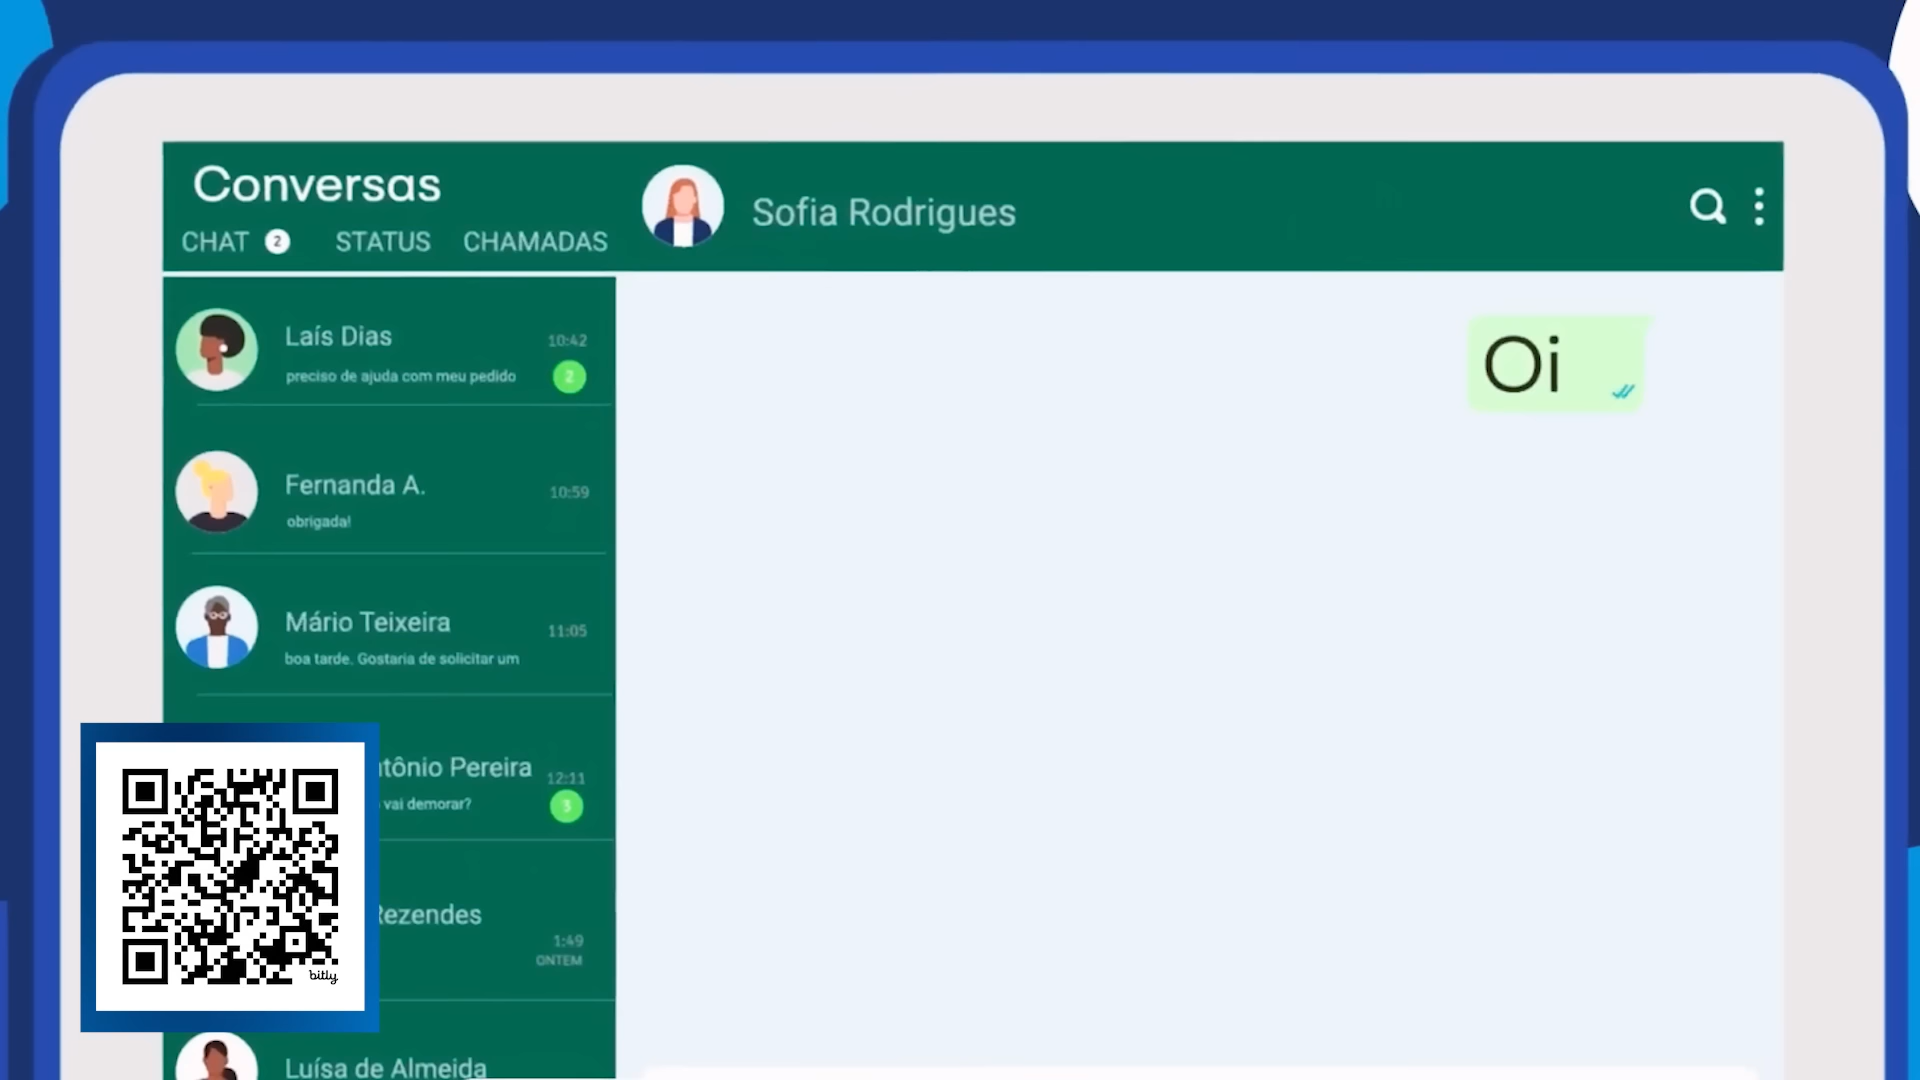 Conversas
CHAT 2 STATUS CHAMADAS
Sofia Rodrigues
Laís Dias 10:42
preciso de ajuda com meu pedido 2
Fernanda A. 10:59
obrigada!
Mário Teixeira 11:05
boa tarde. Gostaria de solicitar um
Pereira 12:11
vai demorar? 3
1:49
ONTEM
Luísa de Almeida
Oi
bitly